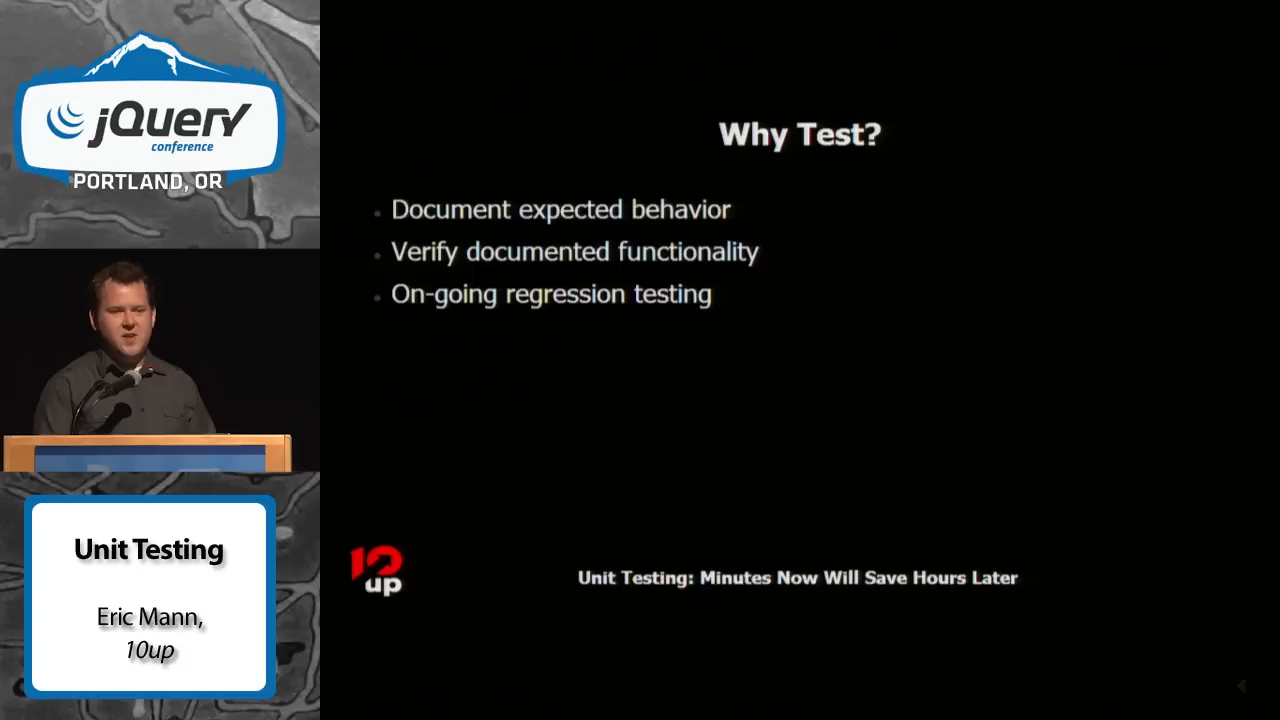 jQuery
conference
PORTLAND, OR
Why Test?
Document expected behavior
Verify documented functionality
On-going regression testing
10
up
Unit Testing: Minutes Now Will Save Hours Later
Unit Testing
Eric Mann,
10up